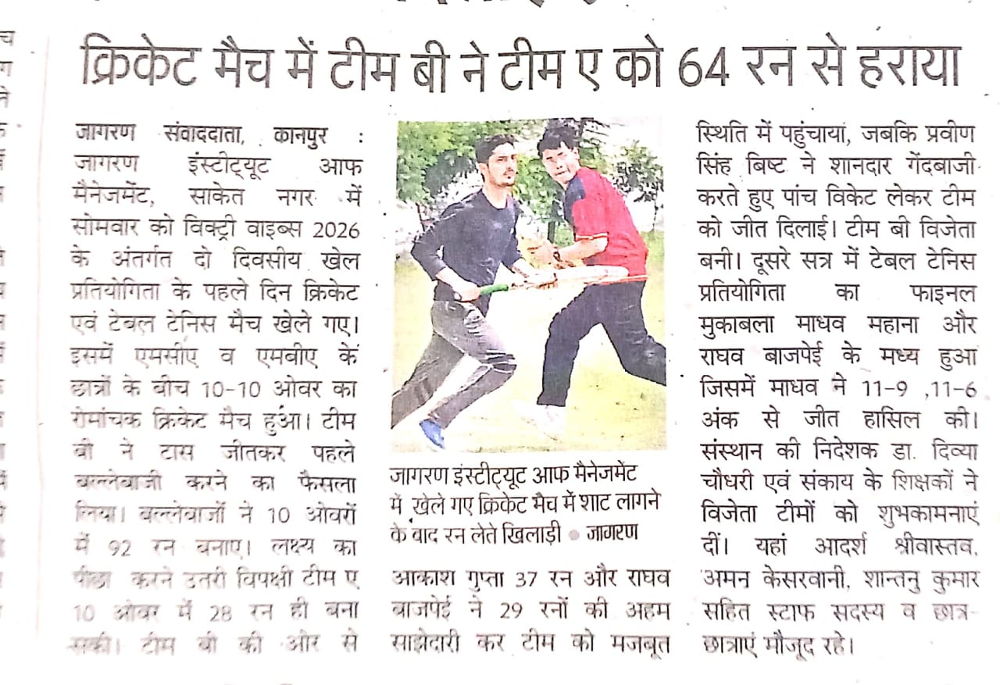 क्रिकेट मैच में टीम बी ने टीम ए को 64 रन से हराया
जागरण संवाददाता, कानपुर :
जागरण इंस्टीट्यूट आफ
मैनेजमेंट, साकेत नगर में
सोमवार को विक्ट्री वाइब्स 2026
के अंतर्गत दो दिवसीय खेल
प्रतियोगिता के पहले दिन क्रिकेट
एवं टेबल टेनिस मैच खेले गए।
इसमें एमसीए व एमबीए के
छात्रों के बीच 10-10 ओवर का
रोमांचक क्रिकेट मैच हुआ। टीम
बी ने टास जीतकर पहले
बल्लेबाजी करने का फैसला
लिया। बल्लेबाजों ने 10 ओवरों
में 92 रन बनाए। लक्ष्य का
पीछा करने उतरी विपक्षी टीम ए
10 ओवर में 28 रन ही बना
सकी। टीम बी की ओर से
जागरण इंस्टीट्यूट आफ मैनेजमेंट
में खेले गए क्रिकेट मैच में शाट लागने
के बाद रन लेते खिलाड़ी ● जागरण
आकाश गुप्ता 37 रन और राघव
बाजपेई ने 29 रनों की अहम
साझेदारी कर टीम को मजबूत
स्थिति में पहुंचाया, जबकि प्रवीण
सिंह बिष्ट ने शानदार गेंदबाजी
करते हुए पांच विकेट लेकर टीम
को जीत दिलाई। टीम बी विजेता
बनी। दूसरे सत्र में टेबल टेनिस
प्रतियोगिता का फाइनल
मुकाबला माधव महाना और
राघव बाजपेई के मध्य हुआ
जिसमें माधव ने 11-9 ,11-6
अंक से जीत हासिल की।
संस्थान की निदेशक डा. दिव्या
चौधरी एवं संकाय के शिक्षकों ने
विजेता टीमों को शुभकामनाएं
दीं। यहां आदर्श श्रीवास्तव,
अमन केसरवानी, शान्तनु कुमार
सहित स्टाफ सदस्य व छात्र-
छात्राएं मौजूद रहे।